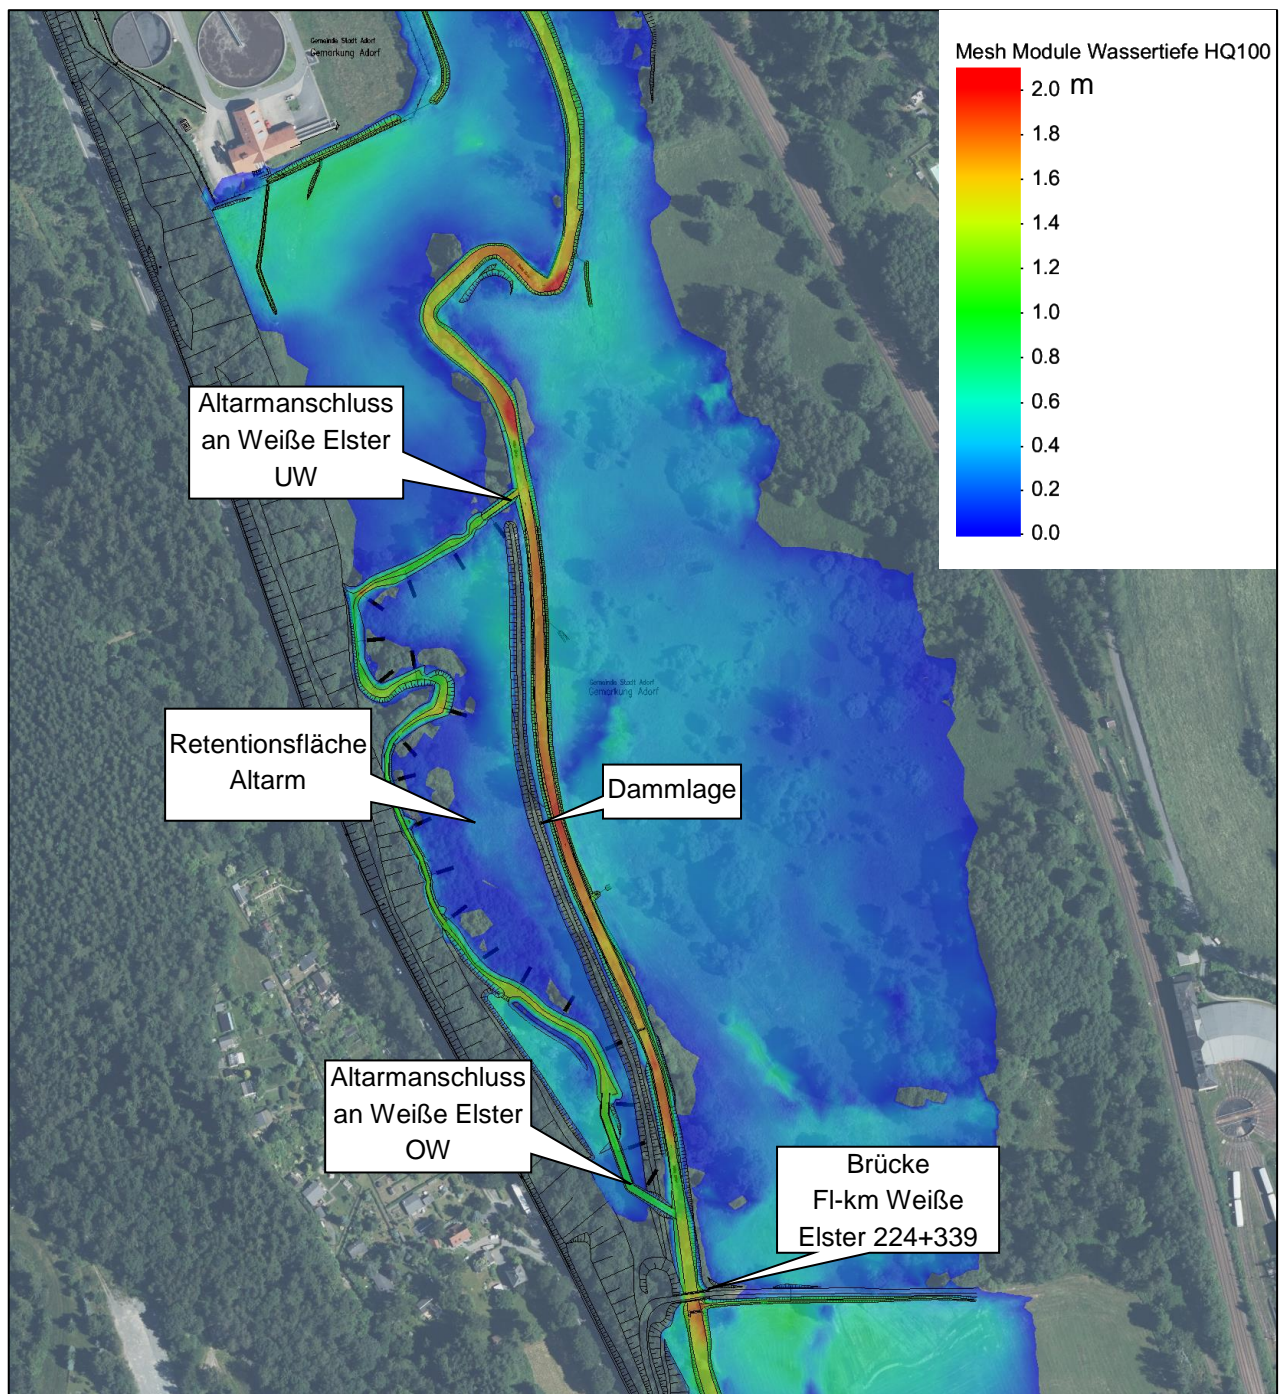 Gemeinde Stadt Adorf
Gemarkung Adorf
Mesh Module Wassertiefe HQ100
2.0 m
1.8
1.6
1.4
1.2
1.0
0.8
0.6
0.4
0.2
0.0
Altarmanschluss
an Weiße Elster
UW
Gemeinde Stadt Adorf
Gemarkung Adorf
Retentionsfläche
Altarm
Dammlage
Altarmanschluss
an Weiße Elster
OW
Brücke
Fl-km Weiße
Elster 224+339